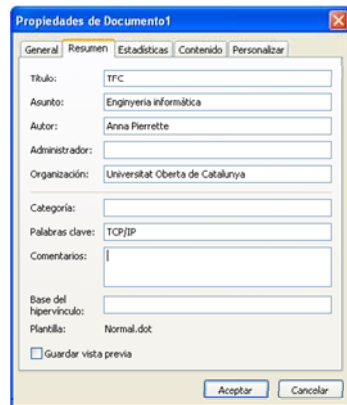 Propiedades de Documento1
General Resumen Estadísticas Contenido Personalizar
Título: TFC
Asunto: Enginyeria informàtica
Autor: Anna Pierrette
Administrador:
Organización: Universitat Oberta de Catalunya
Categoría:
Palabras clave: TCP/IP
Comentarios:
Base del
hipervínculo:
Plantilla: Normal.dot
Guardar vista previa
Aceptar Cancelar